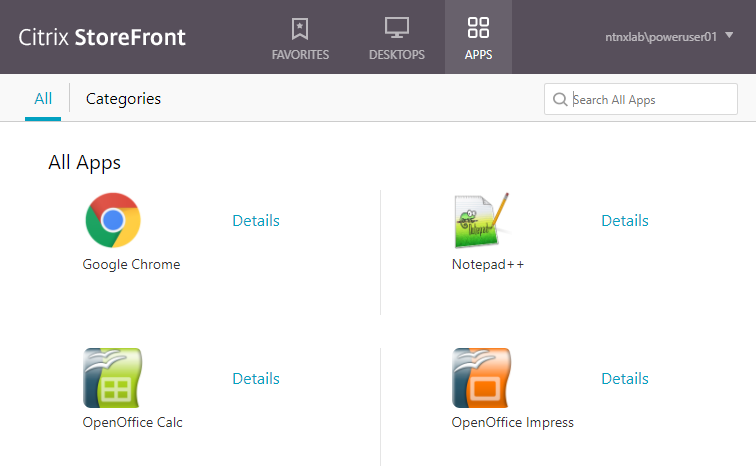 Citrix StoreFront
FAVORITES
DESKTOPS
APPS
ntnxlab\poweruser01
All
Categories
Search All Apps
All Apps
Details
Notepad
Details
Google Chrome
Notepad++
Details
Details
OpenOffice Calc
OpenOffice Impress